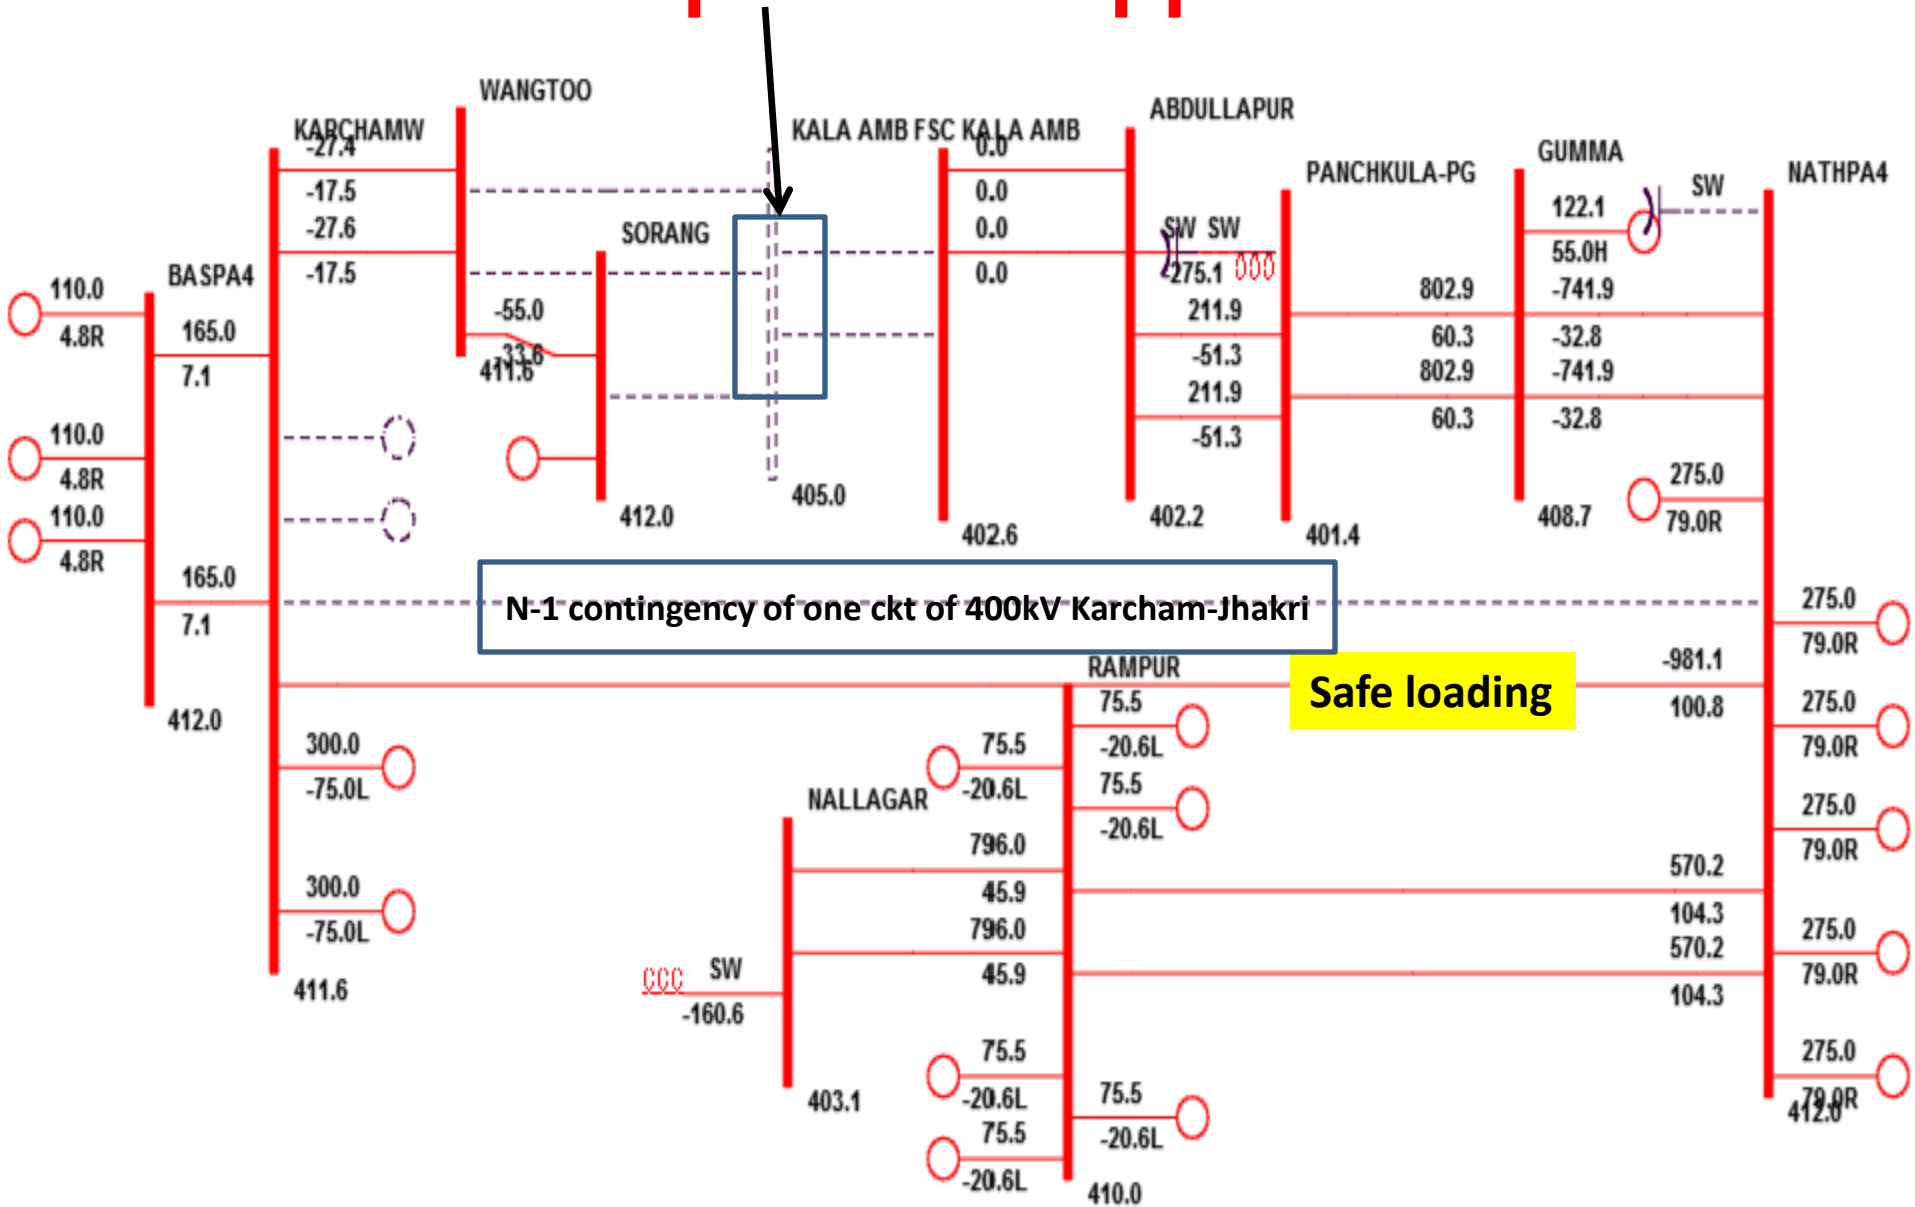 WANGTOO
ABDULLAPUR
KARCHAMW
KALA AMB FSC KALA AMB
GUMMA
PANCHKULA-PG
SW
NATHPA4
-27.4
-17.5
-27.6
-17.5
0.0
0.0
0.0
0.0
122.1
55.0H
SORANG
SW SW
-275.1
BASPA4
110.0
4.8R
165.0
7.1
-55.0
-33.6
411.6
211.9
-51.3
211.9
-51.3
802.9
60.3
802.9
60.3
-741.9
-32.8
-741.9
-32.8
110.0
4.8R
110.0
4.8R
275.0
79.0R
412.0
405.0
402.6
402.2
401.4
408.7
165.0
7.1
N-1 contingency of one ckt of 400kV Karcham-Jhakri
275.0
79.0R
RAMPUR
Safe loading
-981.1
100.8
412.0
75.5
-20.6L
275.0
79.0R
300.0
-75.0L
75.5
-20.6L
75.5
-20.6L
NALLAGAR
275.0
79.0R
796.0
45.9
796.0
45.9
570.2
104.3
570.2
104.3
300.0
-75.0L
275.0
79.0R
411.6
SW
-160.6
403.1
75.5
-20.6L
75.5
-20.6L
75.5
-20.6L
275.0
79.0R
412.0
410.0